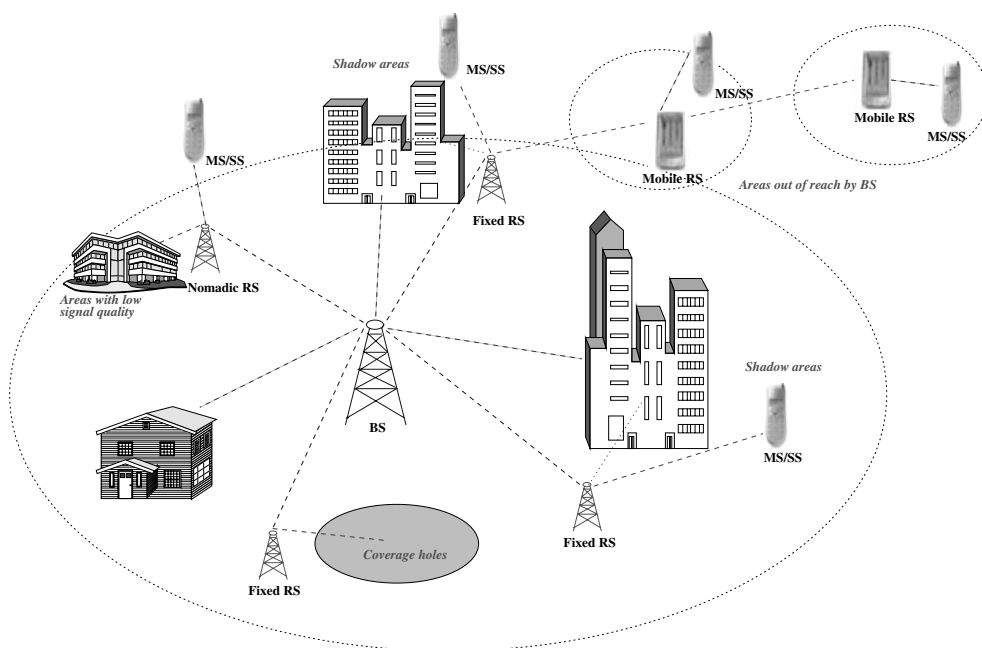 Shadow areas
MS/SS
MS/SS
Mobile RS
MS/SS
MS/SS
Mobile RS
Areas out of reach by BS
Fixed RS
Nomadic RS
Areas with low
signal quality
Shadow areas
BS
MS/SS
Fixed RS
Coverage holes
Fixed RS